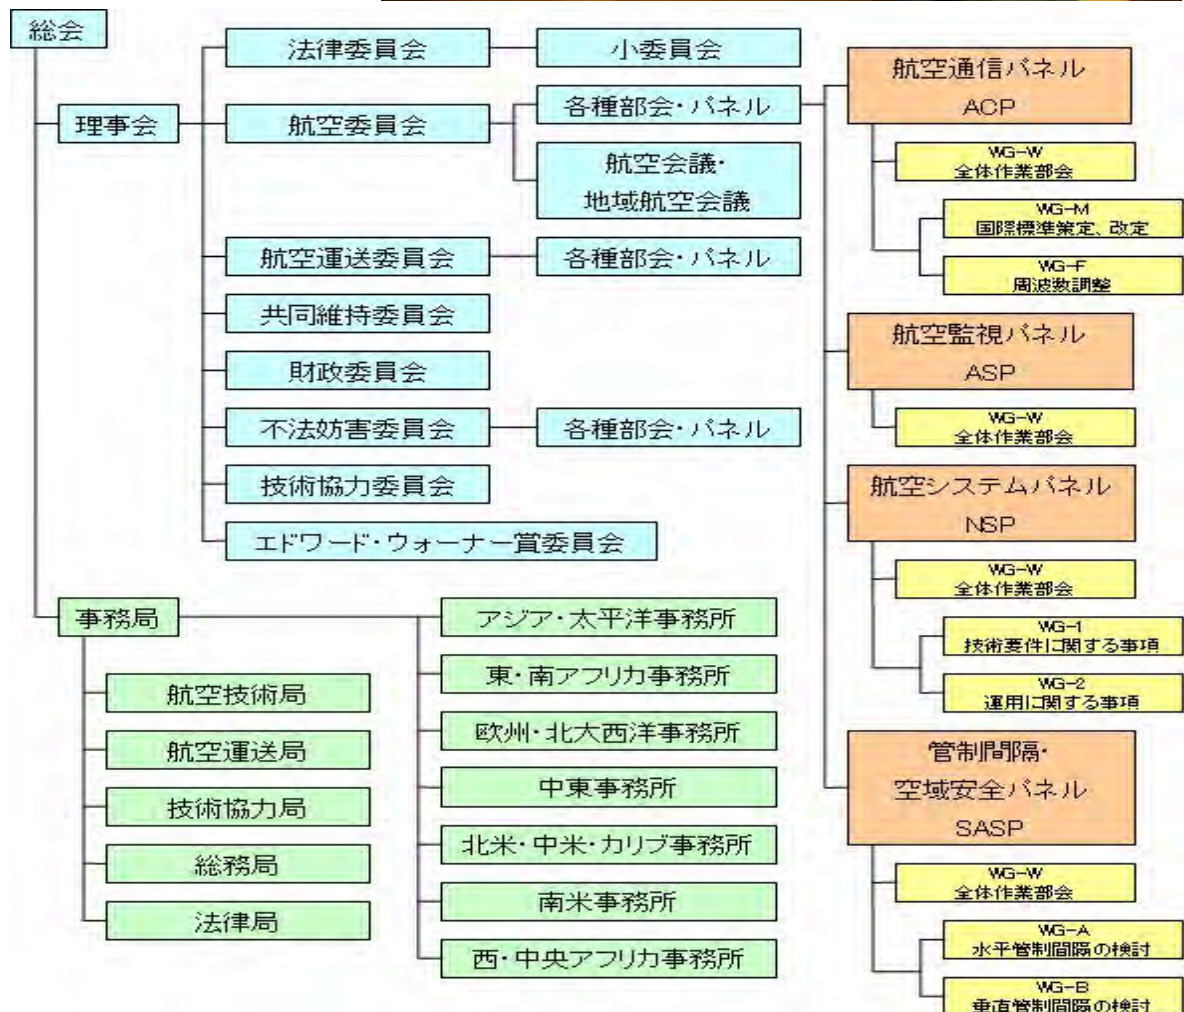 総会
理事会
法律委員会
小委員会
航空委員会
各種部会・パネル
航空会議・
地域航空会議
航空運送委員会
各種部会・パネル
共同維持委員会
財政委員会
不法妨害委員会
各種部会・パネル
技術協力委員会
エドワード・ウォーナー賞委員会
事務局
航空技術局
航空運送局
技術協力局
総務局
法律局
アジア・太平洋事務所
東・南アフリカ事務所
欧州・北大西洋事務所
中東事務所
北米・中米・カリブ事務所
南米事務所
西・中央アフリカ事務所
航空通信パネル
ACP
WG-W
全体作業部会
WG-M
国際標準策定、改定
WG-F
周波数調整
航空監視パネル
ASP
WG-W
全体作業部会
航空システムパネル
NSP
WG-W
全体作業部会
WG-1
技術要件に関する事項
WG-2
運用に関する事項
管制間隔・
空域安全パネル
SASP
WG-W
全体作業部会
WG-A
水平管制間隔の検討
WG-B
垂直管制間隔の検討